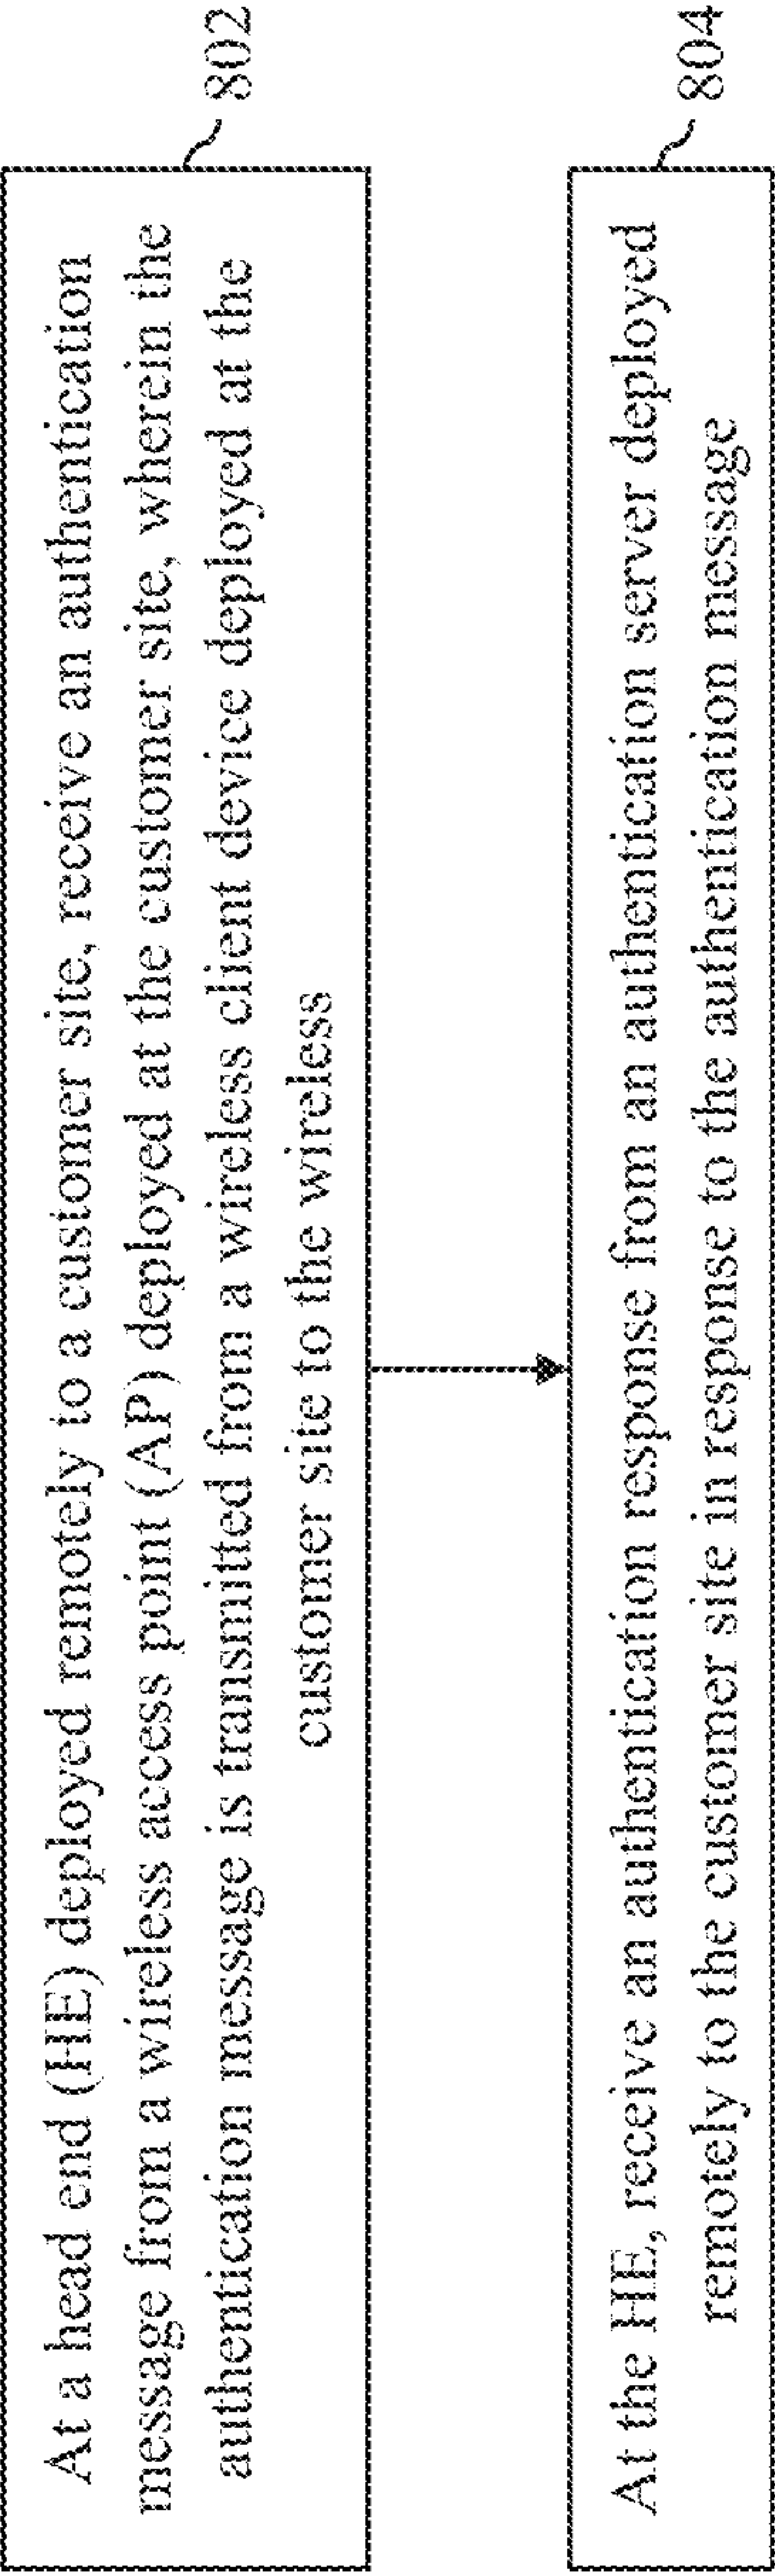 At a head end (HE) deployed remotely to a customer site, receive an authentication
message from a wireless access point (AP) deployed at the customer site, wherein the
authentication message is transmitted from a wireless client device deployed at the
customer site to the wireless
802
At the HE, receive an authentication response from an authentication server deployed
remotely to the customer site in response to the authentication message
804